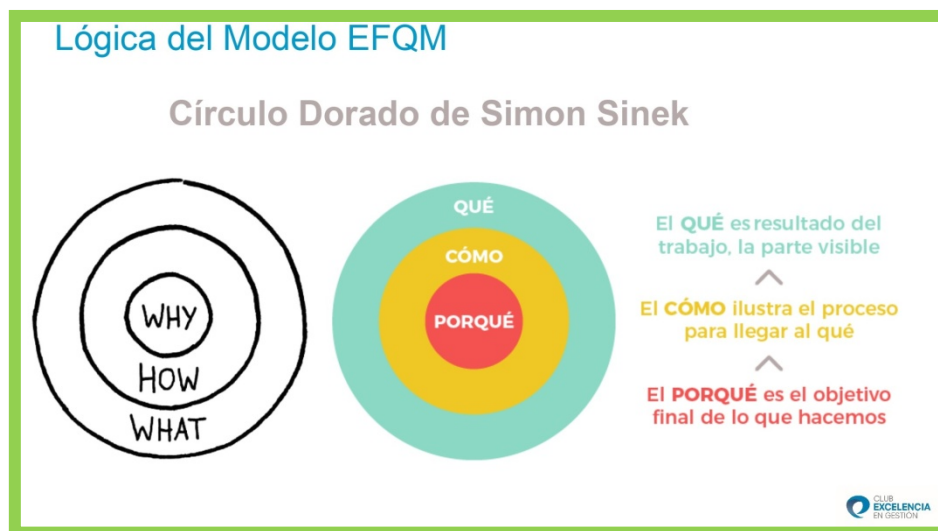 Lógica del Modelo EFQM
Círculo Dorado de Simon Sinek
WHY
HOW
WHAT
QUÉ
CÓMO
PORQUÉ
El QUÉ es resultado del
trabajo, la parte visible
El CÓMO ilustra el proceso
para llegar al qué
El PORQUÉ es el objetivo
final de lo que hacemos
CLUB
EXCELENCIA
EN GESTION